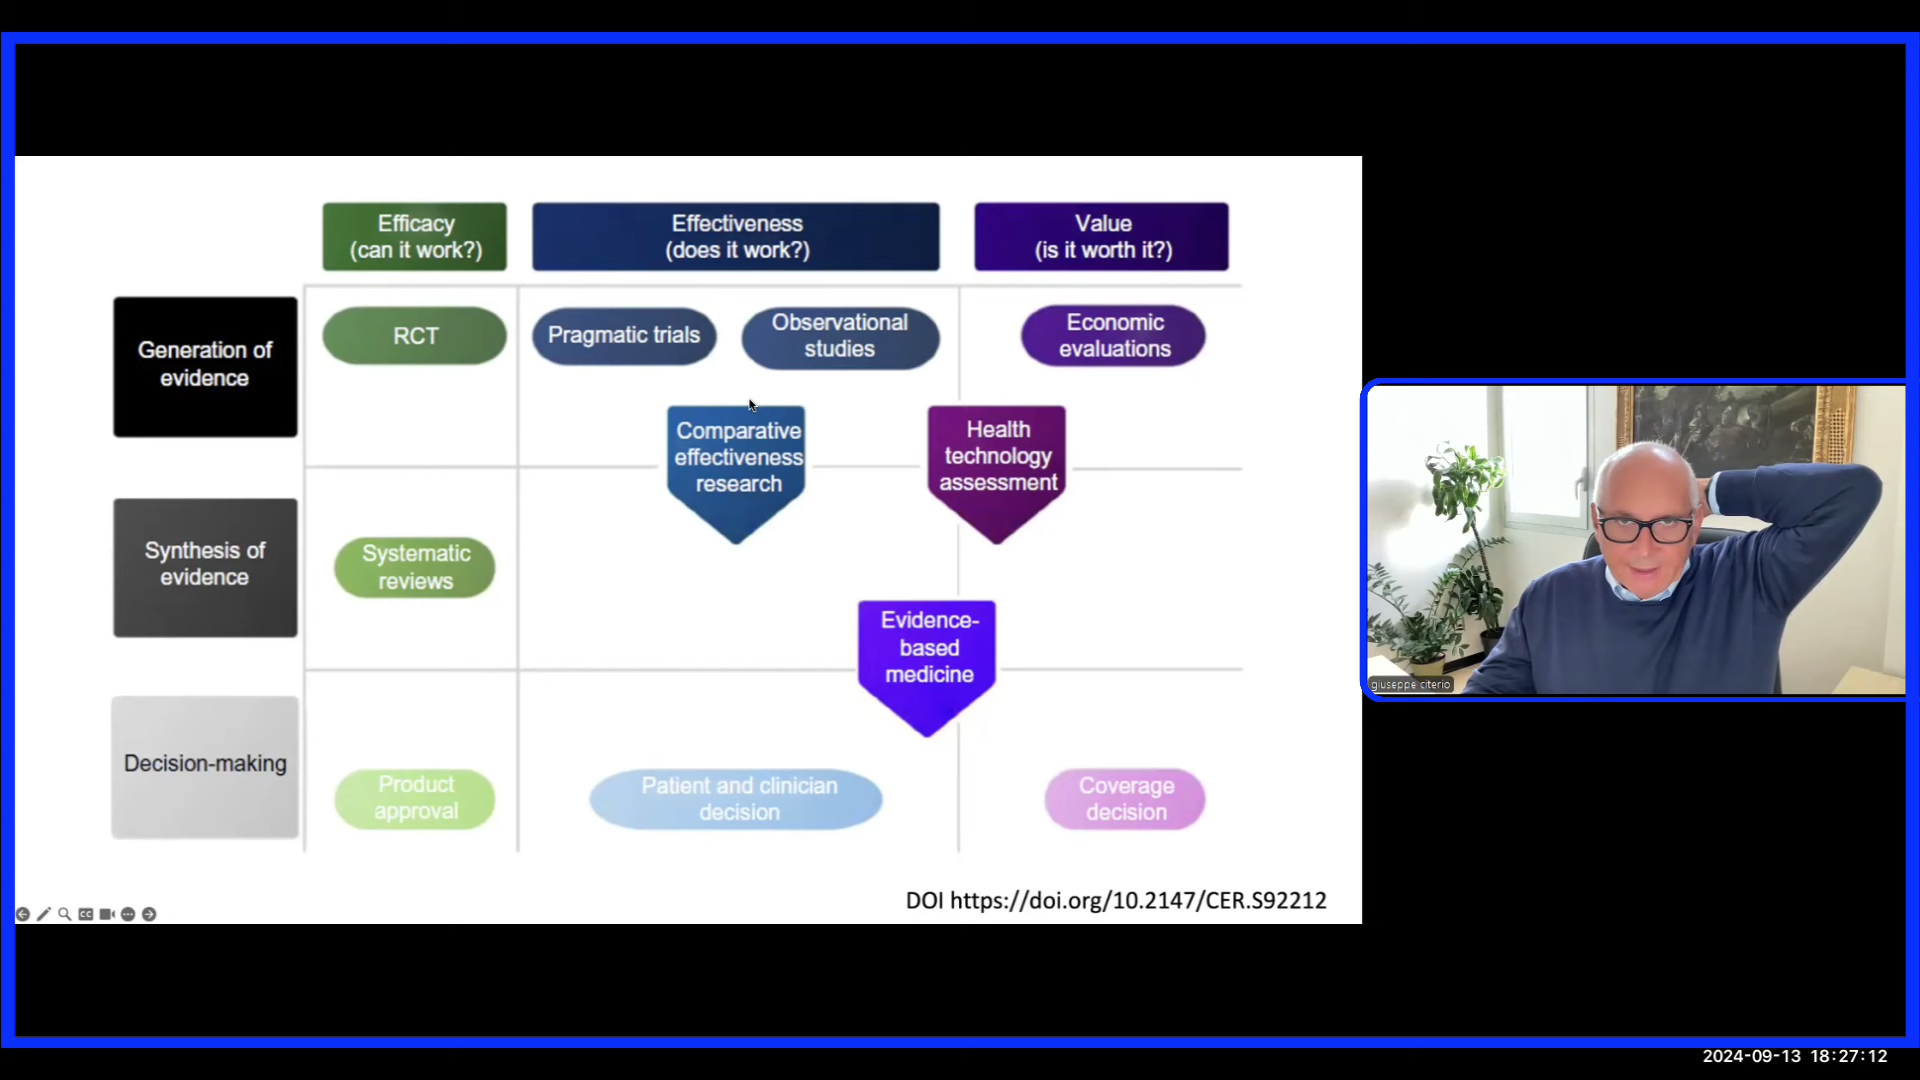 Efficacy
(can it work?)
Effectiveness
(does it work?)
Value
(is it worth it?)
Generation of
evidence
RCT
Pragmatic trials
Observational
studies
Economic
evaluations
Comparative
effectiveness
research
Health
technology
assessment
Synthesis of
evidence
Systematic
reviews
Evidence-
based
medicine
Decision-making
Product
approval
Patient and clinician
decision
Coverage
decision
DOI https://doi.org/10.2147/CER.S92212
CC
giuseppe citerio
2024-09-13 18:27:12